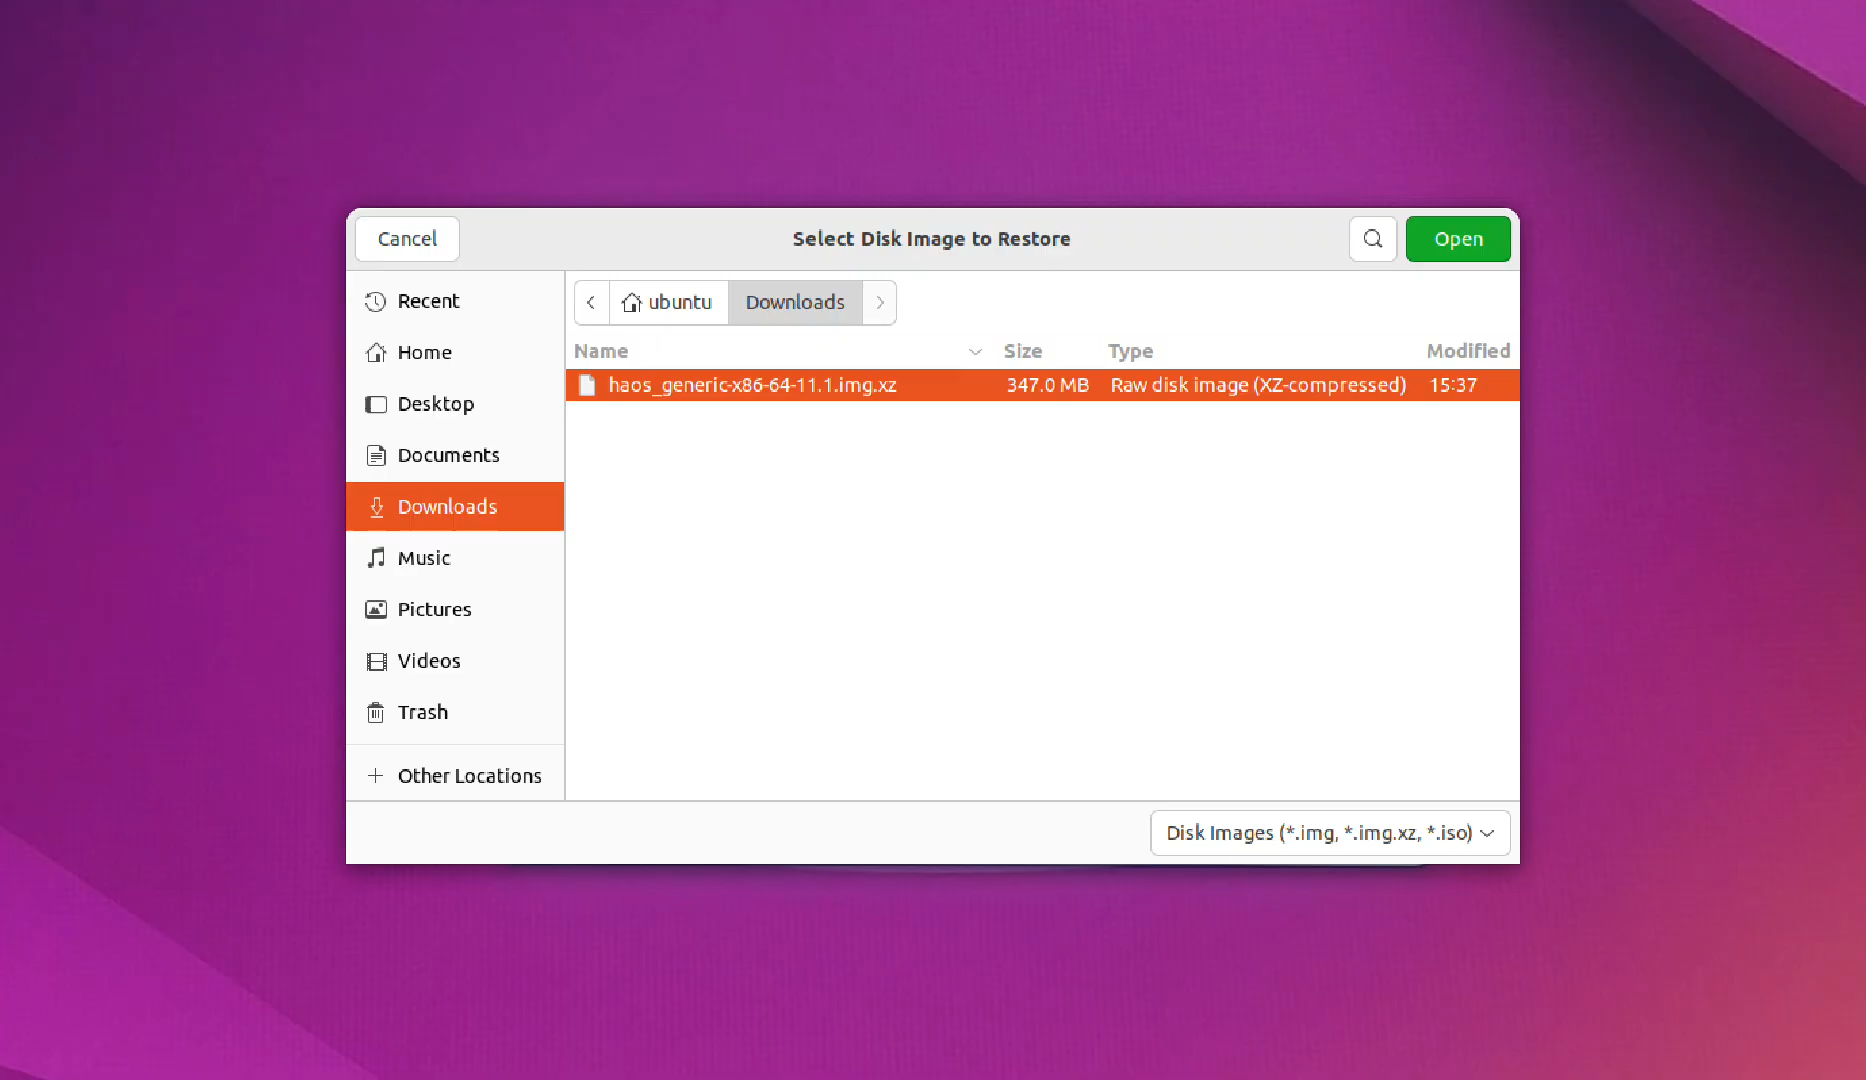 Cancel
Select Disk Image to Restore
Open
Recent
Home
Desktop
Documents
Downloads
Music
Pictures
Videos
Trash
Other Locations
ubuntu
Downloads
Name Size Type Modified
haos_generic-x86-64-11.1.img.xz 347.0 MB Raw disk image (XZ-compressed) 15:37
Disk Images (*.img, *.img.xz, *.iso)